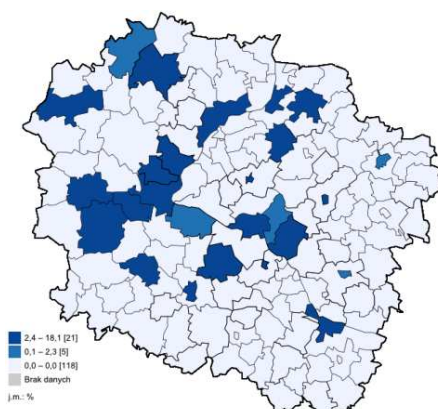 2,4 – 18,1 [21]
0,1 – 2,3 [5]
0,0 – 0,0 [118]
Brak danych
j.m.: %